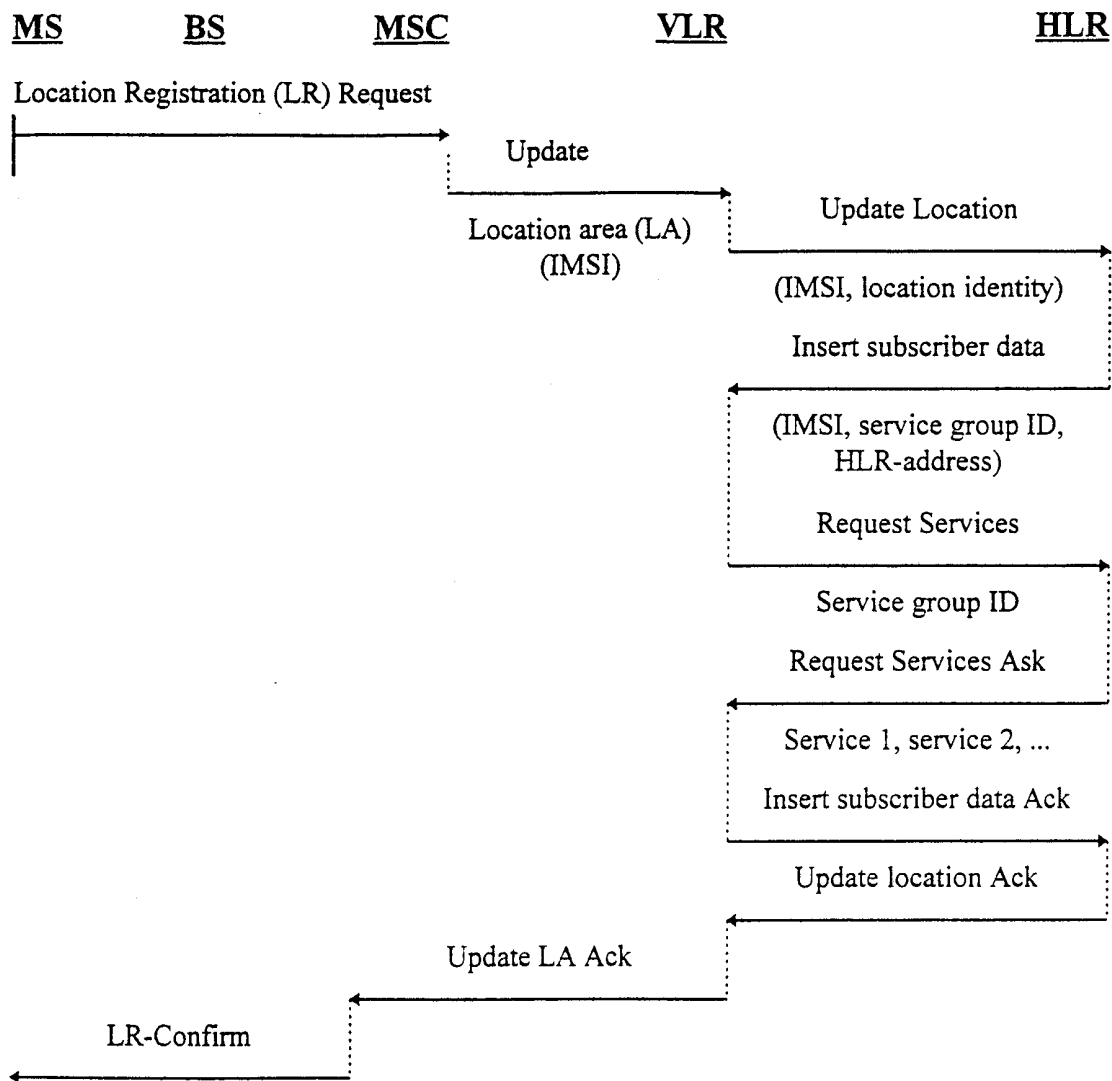 MS BS MSC VLR HLR
Location Registration (LR) Request
Update
Location area (LA)
(IMSI)
Update Location
(IMSI, location identity)
Insert subscriber data
(IMSI, service group ID,
HLR-address)
Request Services
Service group ID
Request Services Ask
Service 1, service 2, ...
Insert subscriber data Ack
Update location Ack
Update LA Ack
LR-Confirm